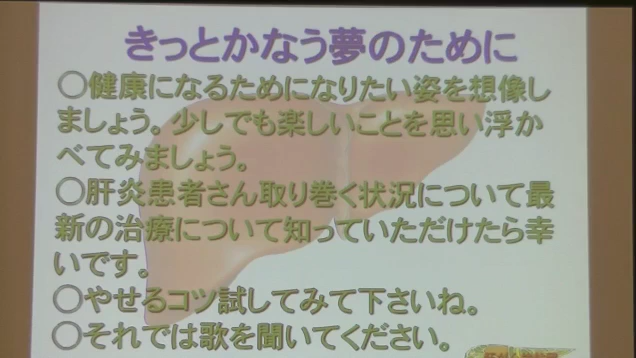 きっとかなう夢のために
○健康になるためになりたい姿を想像し
ましょう。少しでも楽しいことを思い浮か
べてみましょう。
○肝炎患者さん取り巻く状況について最
新の治療について知っていただけたら幸
いです。
○やせるコツ試してみて下さいね。
○それでは歌を聞いてください。